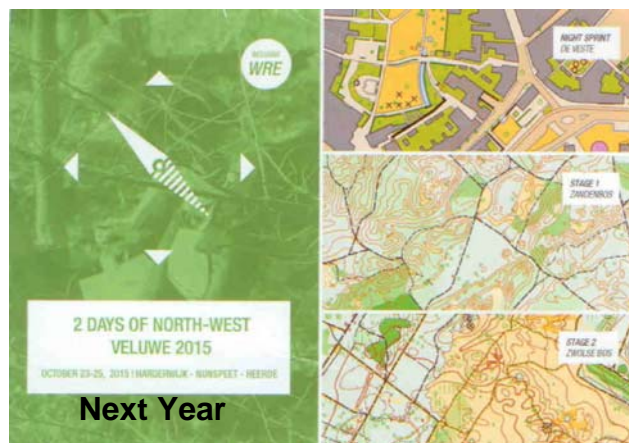 INCLUDING
WRE
2 DAYS OF NORTH-WEST
VELUWE 2015
OCTOBER 23-25, 2015 | HARDERWIJK - NUNSPEET - HEERDE
Next Year
NIGHT SPRINT
DE VESTE
STAGE 1
ZANDENBOS
STAGE 2
ZWOLSE BOS